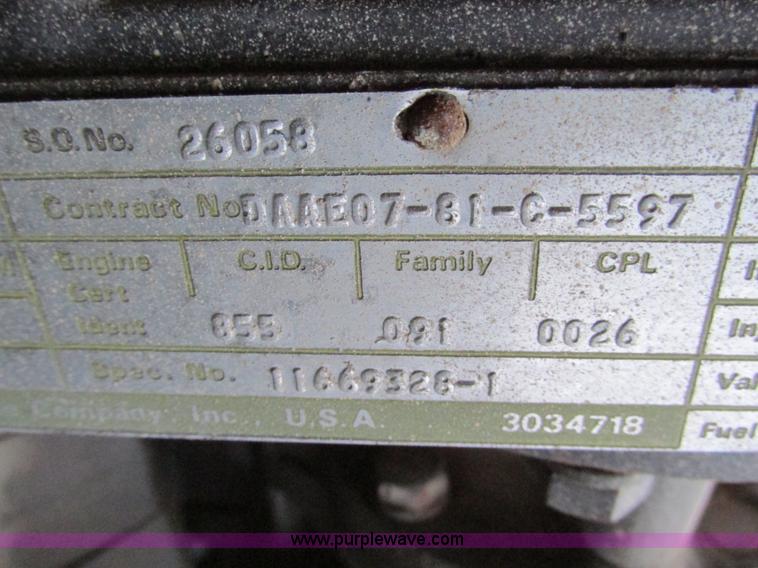 S.O. No. 26058
Contract No. DAAE07-81-C-5597
Engine Cert Ident C.I.D. Family CPL
855 091 0026
Spec. No. 11669328-1
Company, Inc., U.S.A. 3034718
Val
Fuel
www.purplewave.com